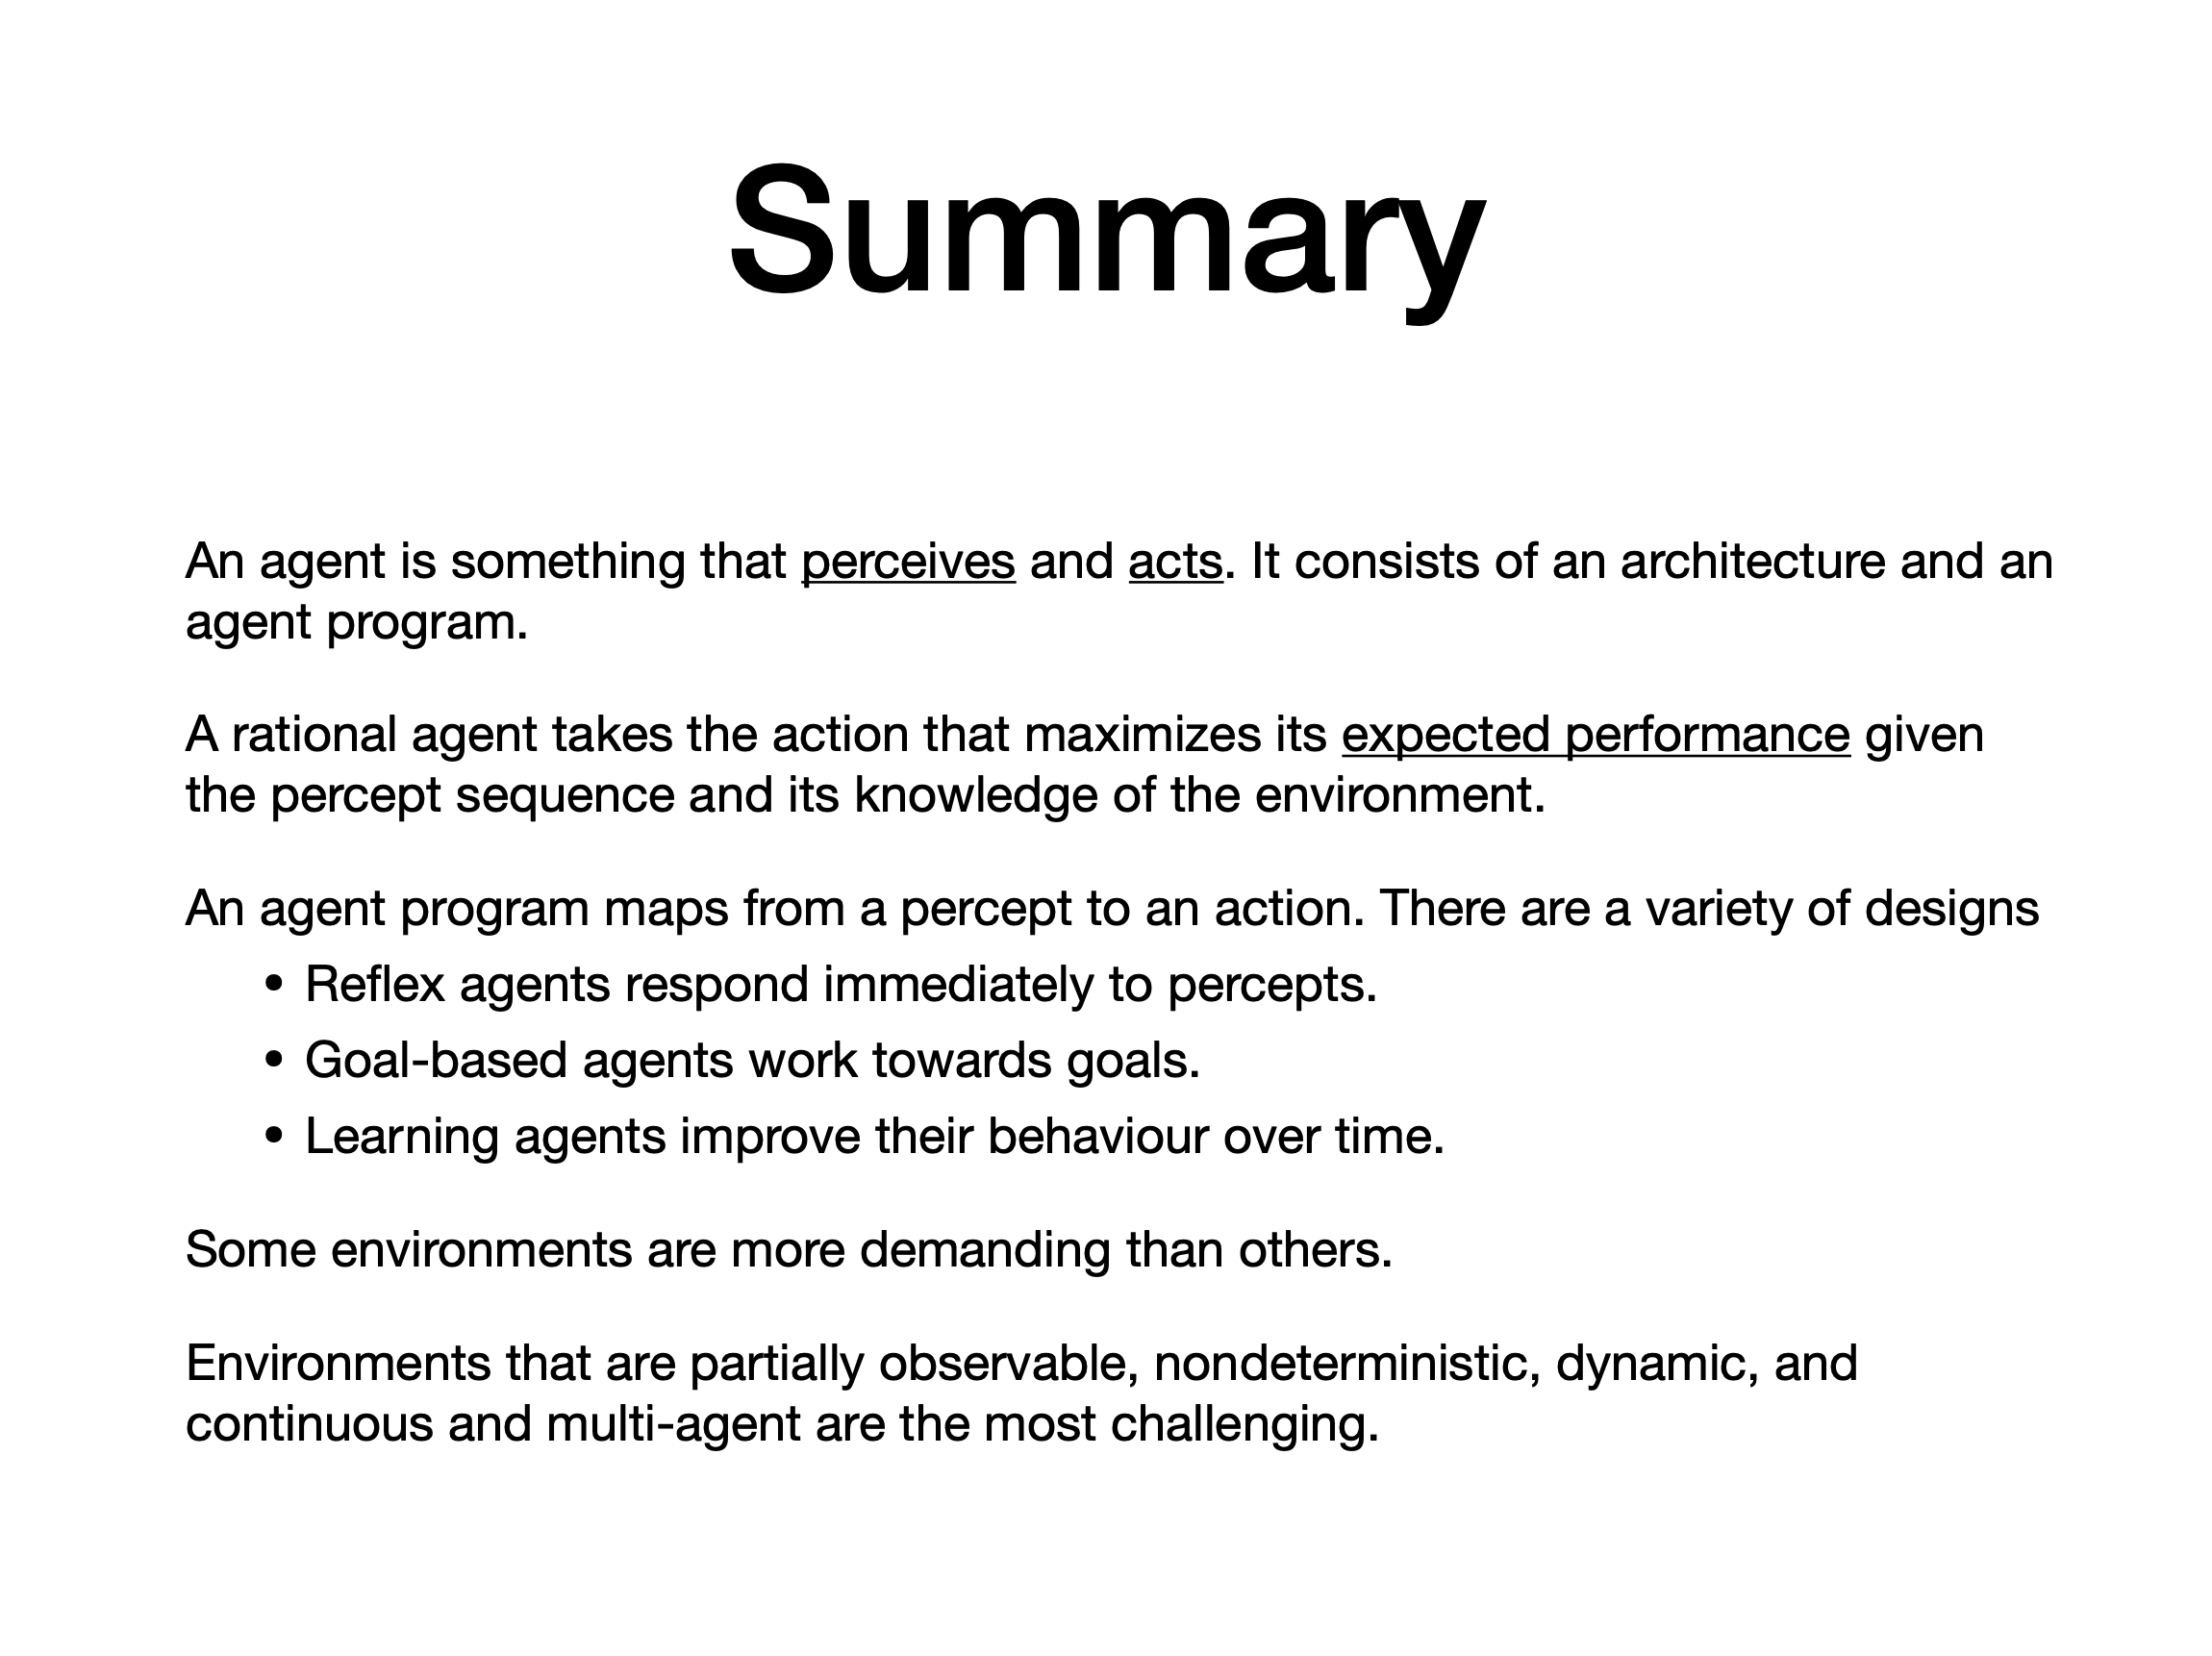 Summary
An agent is something that perceives and acts. It consists of an architecture and an
agent program.
A rational agent takes the action that maximizes its expected performance given
the percept sequence and its knowledge of the environment.
An agent program maps from a percept to an action. There are a variety of designs
• Reflex agents respond immediately to percepts.
• Goal-based agents work towards goals.
• Learning agents improve their behaviour over time.
Some environments are more demanding than others.
Environments that are partially observable, nondeterministic, dynamic, and
continuous and multi-agent are the most challenging.